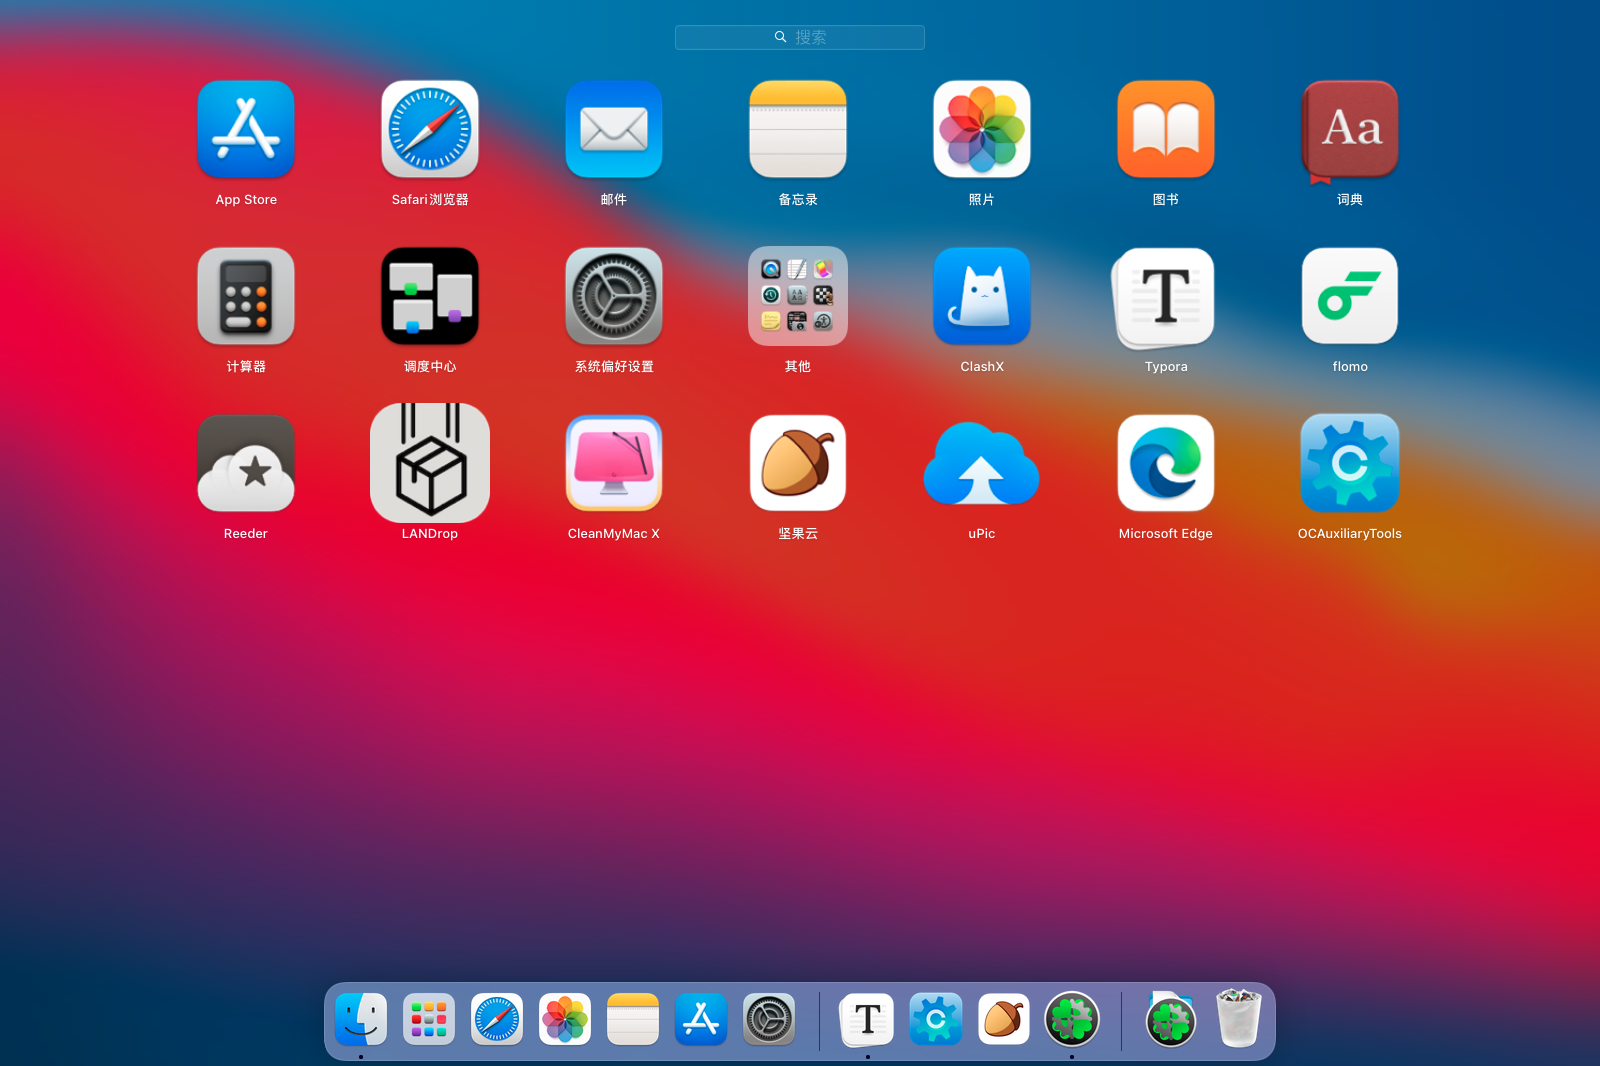 搜索
Aa
App Store
Safari浏览器
邮件
备忘录
照片
图书
词典
T
计算器
调度中心
系统偏好设置
其他
ClashX
Typora
flomo
Reeder
LANDrop
CleanMyMac X
坚果云
uPic
Microsoft Edge
OCAuxiliaryTools
T